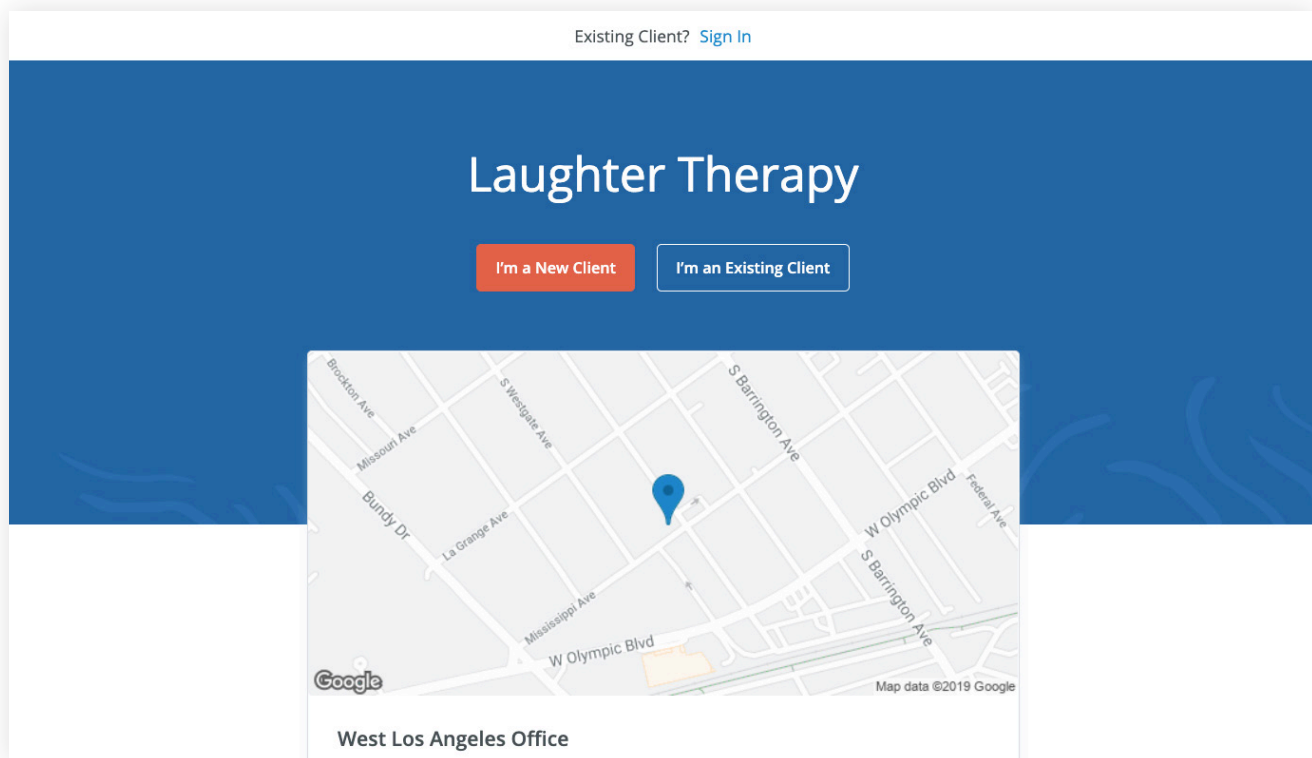 Existing Client? Sign In
Laughter Therapy
I'm a New Client
I'm an Existing Client
Brockton Ave
S Westgate Ave
S Barrington Ave
Missouri Ave
Bundy Dr
La Grange Ave
W Olympic Blvd
Federal Ave
S Barrington Ave
Mississippi Ave
W Olympic Blvd
Google
Map data ©2019 Google
West Los Angeles Office